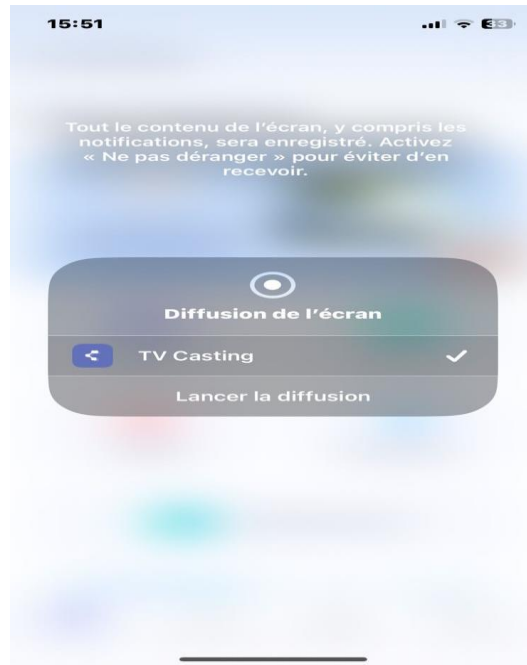 15:51
33
Tout le contenu de l'écran, y compris les
notifications, sera enregistré. Activez
« Ne pas déranger » pour éviter d'en
recevoir.
Diffusion de l'écran
TV Casting
Lancer la diffusion